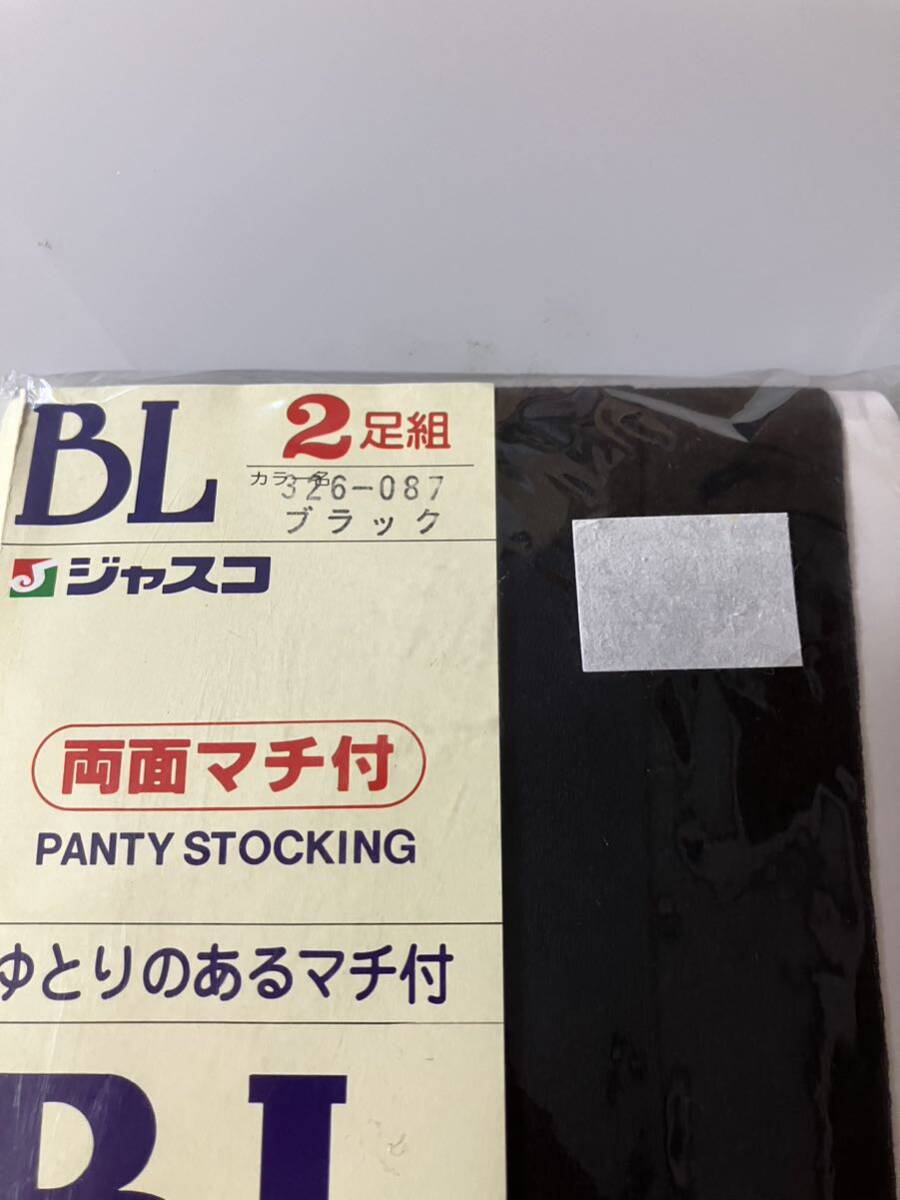 BL
2足組
カラー名
326-087
ブラック
ジャスコ
両面マチ付
PANTY STOCKING
ゆとりのあるマチ付
BL